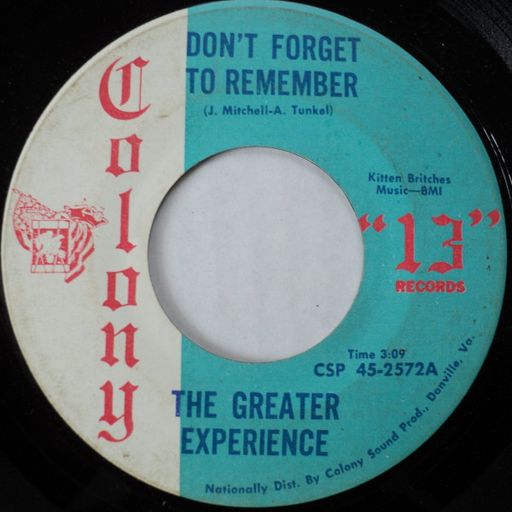 DON'T FORGET
TO REMEMBER
(J. Mitchell-A. Tunkel)
Colony
Kitten Britches
Music—BMI
"13"
RECORDS
Time 3:09
CSP 45-2572A
THE GREATER
EXPERIENCE
Nationally Dist. By Colony Sound Prod., Danville, Va.